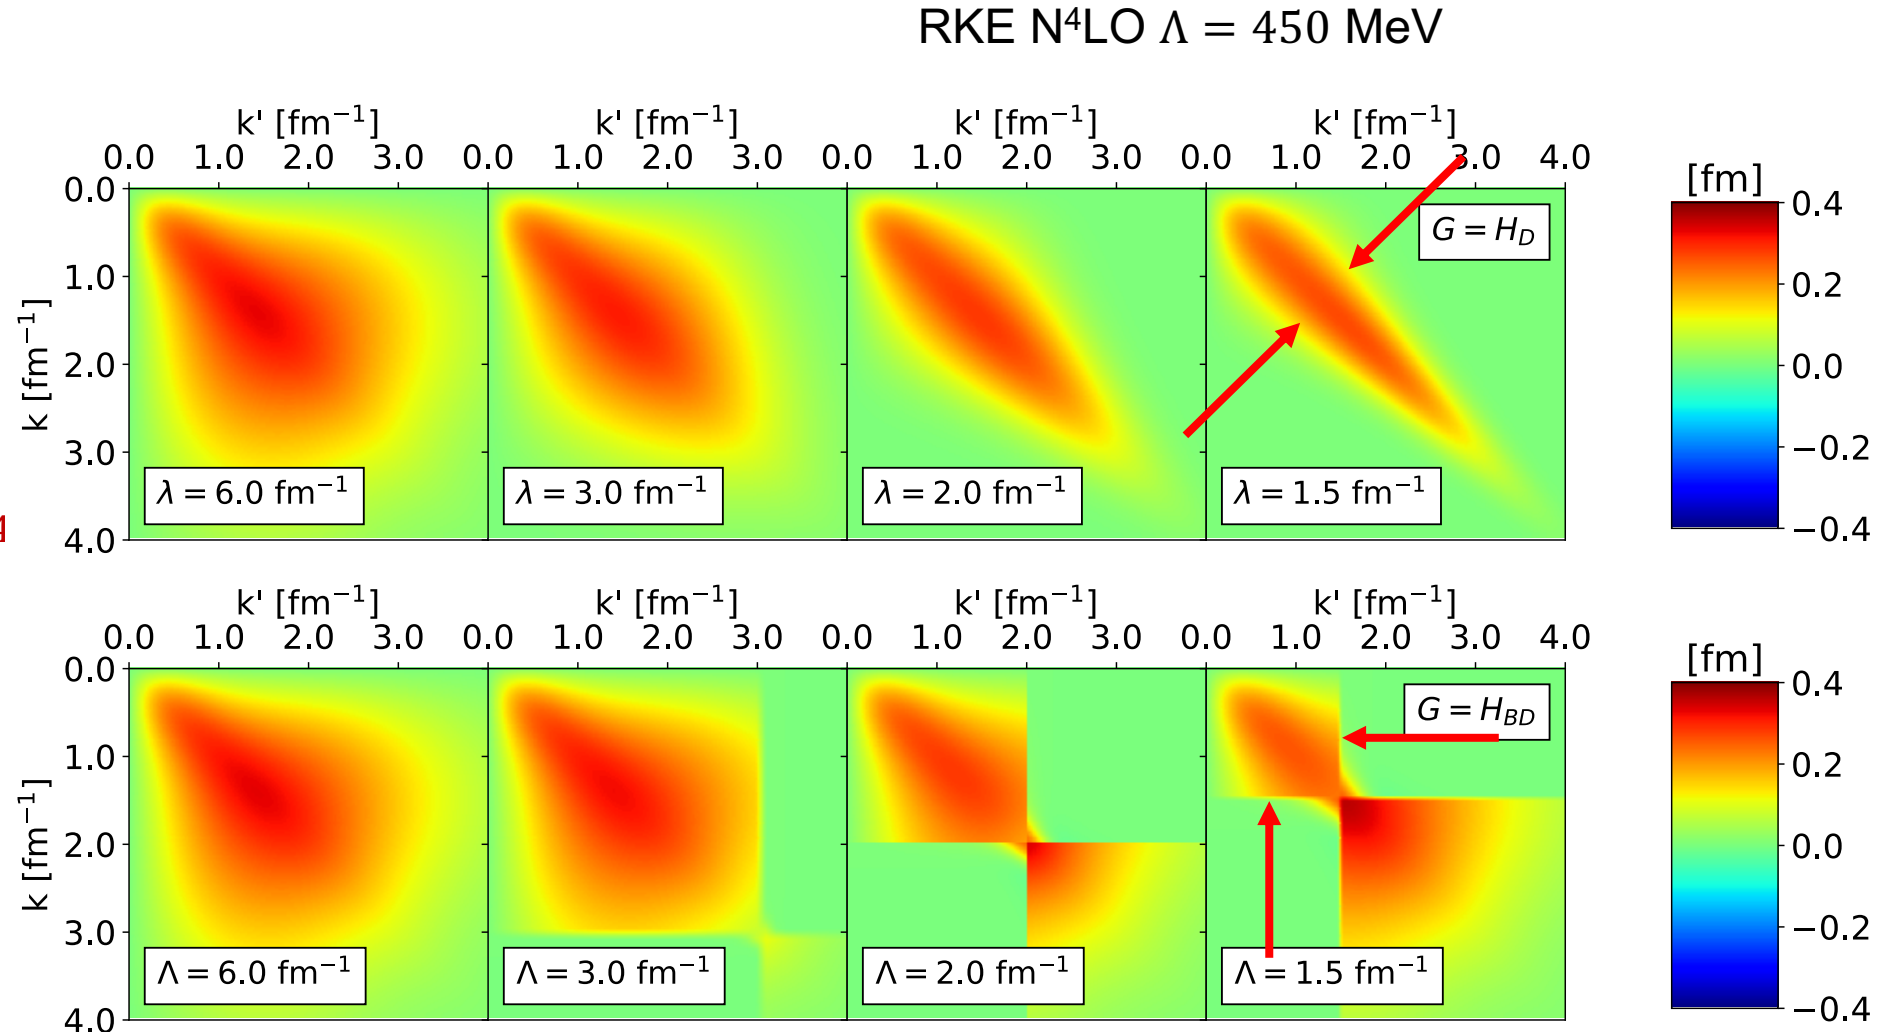 RKE N⁴LO Λ = 450 MeV
k' [fm⁻¹] k' [fm⁻¹] k' [fm⁻¹] k' [fm⁻¹]
0.0 1.0 2.0 3.0 0.0 1.0 2.0 3.0 0.0 1.0 2.0 3.0 0.0 1.0 2.0 3.0 4.0
[fm]
0.0
1.0
2.0
3.0
4.0
k [fm⁻¹]
G = H_D
λ = 6.0 fm⁻¹
λ = 3.0 fm⁻¹
λ = 2.0 fm⁻¹
λ = 1.5 fm⁻¹
0.4
0.2
0.0
−0.2
−0.4
4
k' [fm⁻¹] k' [fm⁻¹] k' [fm⁻¹] k' [fm⁻¹]
0.0 1.0 2.0 3.0 0.0 1.0 2.0 3.0 0.0 1.0 2.0 3.0 0.0 1.0 2.0 3.0 4.0
[fm]
0.0
1.0
2.0
3.0
4.0
k [fm⁻¹]
G = H_BD
Λ = 6.0 fm⁻¹
Λ = 3.0 fm⁻¹
Λ = 2.0 fm⁻¹
Λ = 1.5 fm⁻¹
0.4
0.2
0.0
−0.2
−0.4